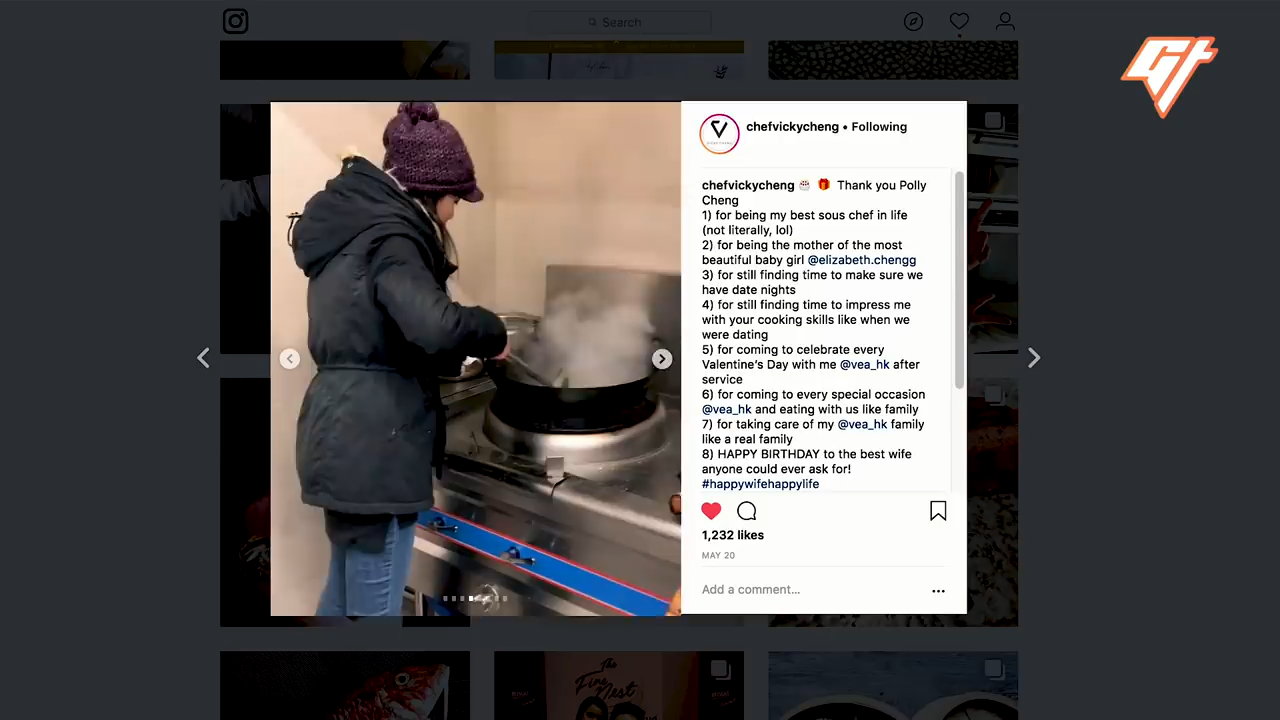 Search
GT
chefvickycheng • Following
chefvickycheng 🎂 🎁 Thank you Polly
Cheng
1) for being my best sous chef in life
(not literally, lol)
2) for being the mother of the most
beautiful baby girl @elizabeth.chengg
3) for still finding time to make sure we
have date nights
4) for still finding time to impress me
with your cooking skills like when we
were dating
5) for coming to celebrate every
Valentine's Day with me @vea_hk after
service
6) for coming to every special occasion
@vea_hk and eating with us like family
7) for taking care of my @vea_hk family
like a real family
8) HAPPY BIRTHDAY to the best wife
anyone could ever ask for!
#happywifehappylife
1,232 likes
MAY 20
Add a comment...
The
Fine
Nest